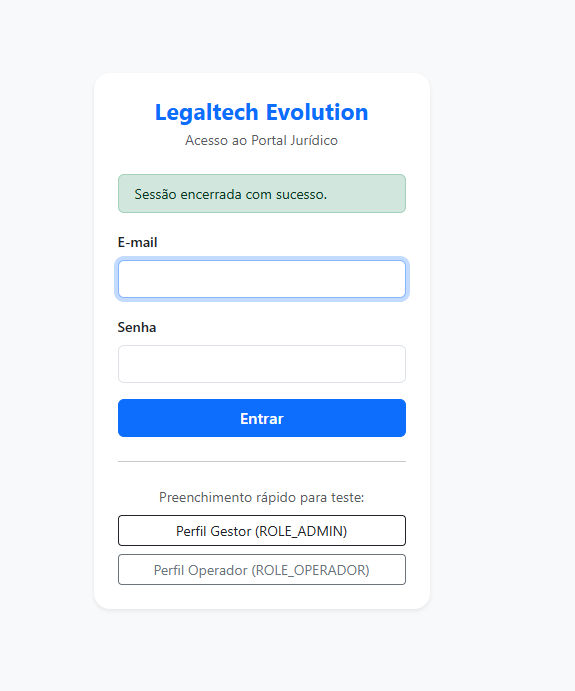 Legaltech Evolution
Acesso ao Portal Jurídico
Sessão encerrada com sucesso.
E-mail
Senha
Entrar
Preenchimento rápido para teste:
Perfil Gestor (ROLE_ADMIN)
Perfil Operador (ROLE_OPERADOR)